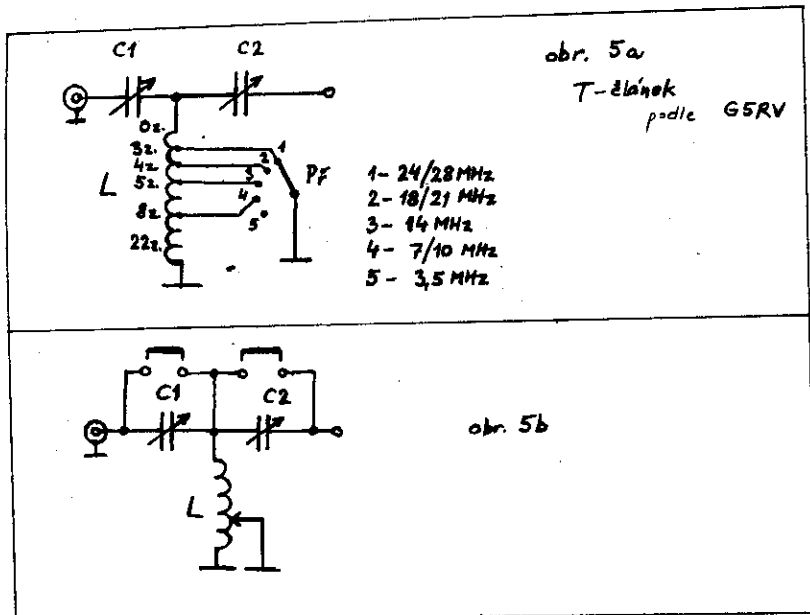 C1 C2
obr. 5a
T-článek
podle G5RV
0z.
3z.
4z.
5z.
8z.
22z.
L
1
2
3
4
5
Př
1- 24/28 MHz
2- 18/21 MHz
3- 14 MHz
4- 7/10 MHz
5- 3,5 MHz
C1 C2
obr. 5b
L